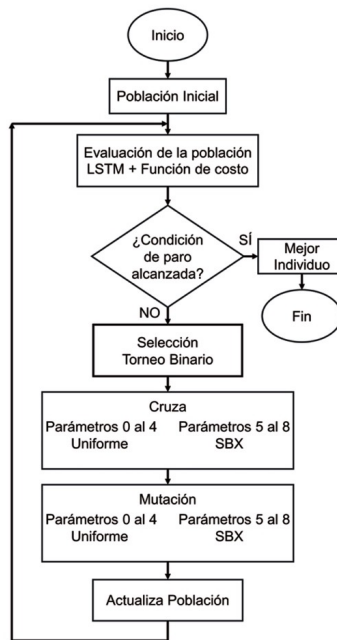 Inicio
Población Inicial
Evaluación de la población
LSTM + Función de costo
¿Condición
de paro
alcanzada?
SÍ
Mejor
Individuo
Fin
NO
Selección
Torneo Binario
Cruza
Parámetros 0 al 4 Parámetros 5 al 8
Uniforme SBX
Mutación
Parámetros 0 al 4 Parámetros 5 al 8
Uniforme SBX
Actualiza Población